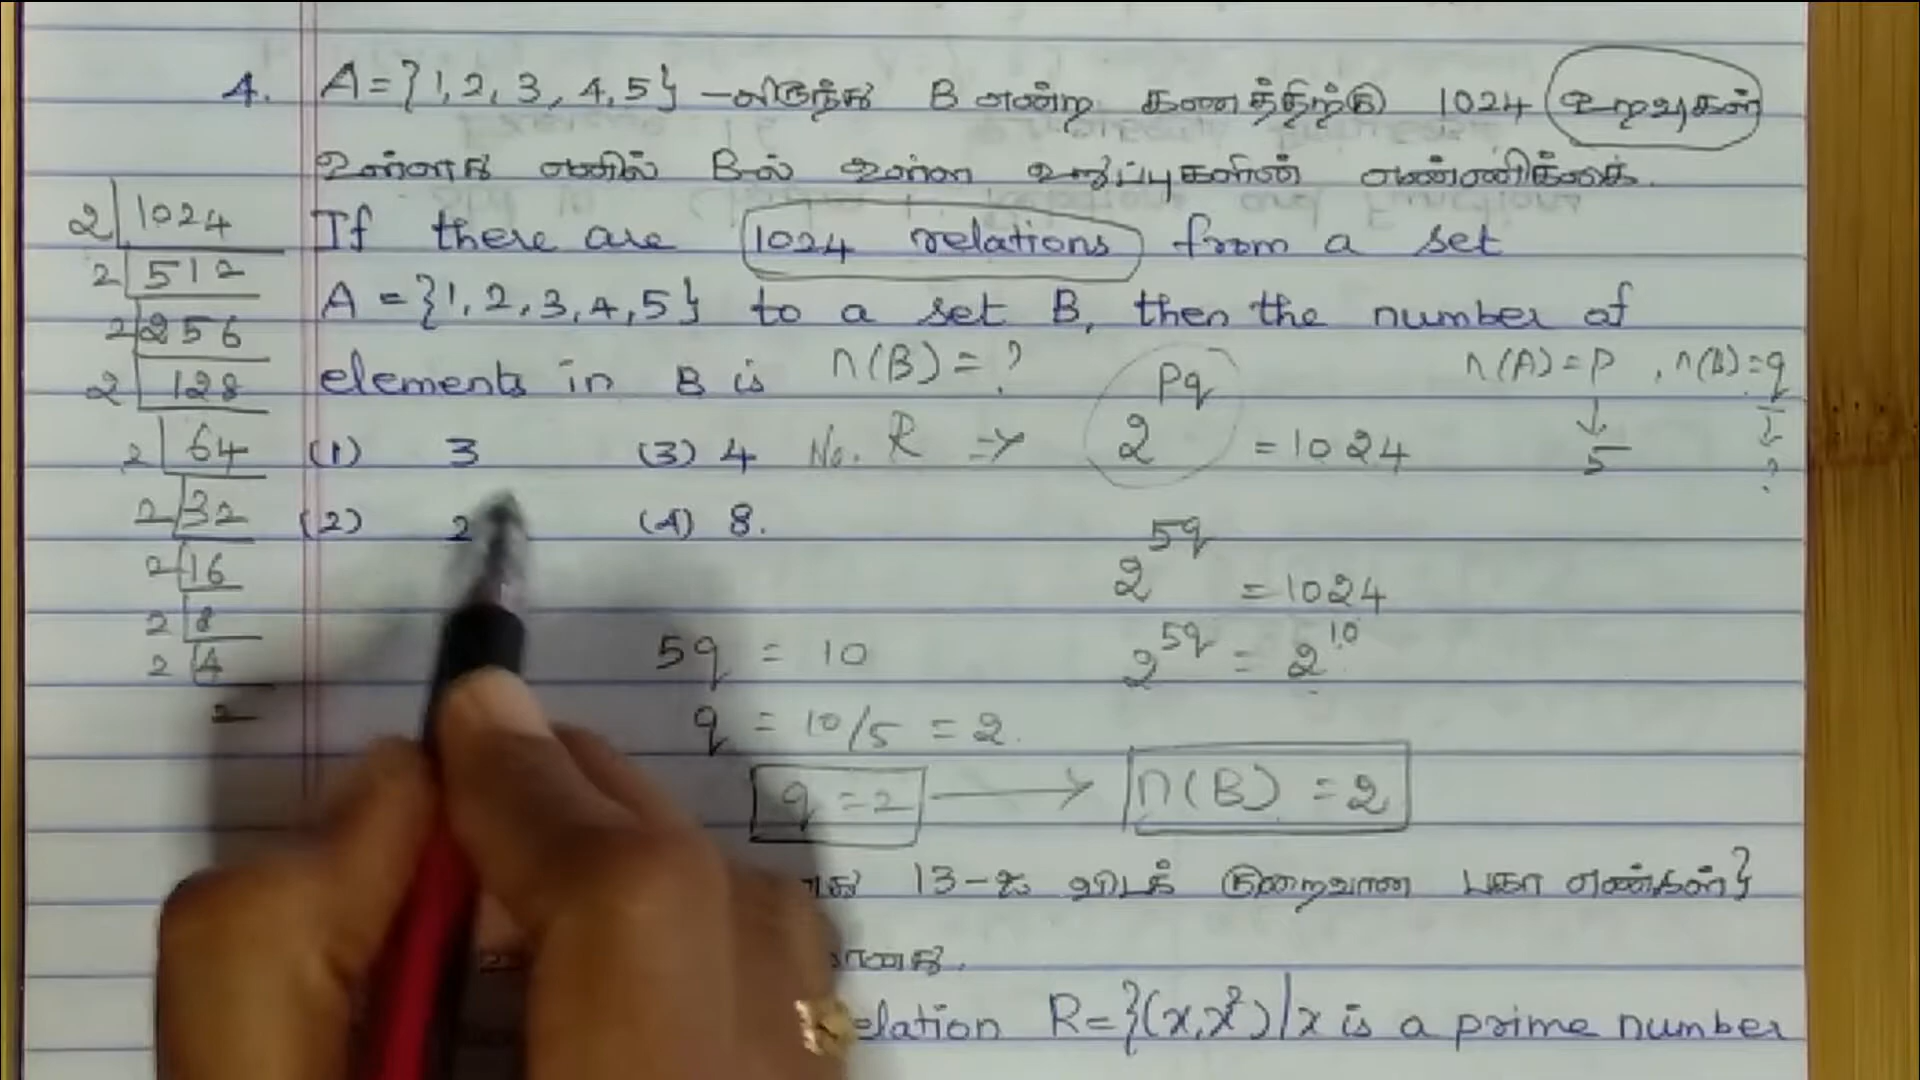 4. A = {1, 2, 3, 4, 5} –லிருந்து B என்ற கணத்திற்கு 1024 உறவுகள்
உள்ளது எனில் B-ல் உள்ள உறுப்புகளின் எண்ணிக்கை.
If there are 1024 relations from a set
A = {1, 2, 3, 4, 5} to a set B, then the number of
elements in B is n(B) = ?
n(A) = p , n(B) = q
↓ ↓
5 ?
(1) 3 (3) 4
(2) 2 (4) 8.
No. R ⇒ 2^pq = 1024
2^5q = 1024
2^5q = 2^10
5q = 10
q = 10/5 = 2.
q = 2 → n(B) = 2
2 | 1024
2 | 512
2 | 256
2 | 128
2 | 64
2 | 32
2 | 16
2 | 8
2 | 4
2
13-ஐ விடக் குறைவான பகா எண்கள்}
elation R = {(x, x²) | x is a prime number